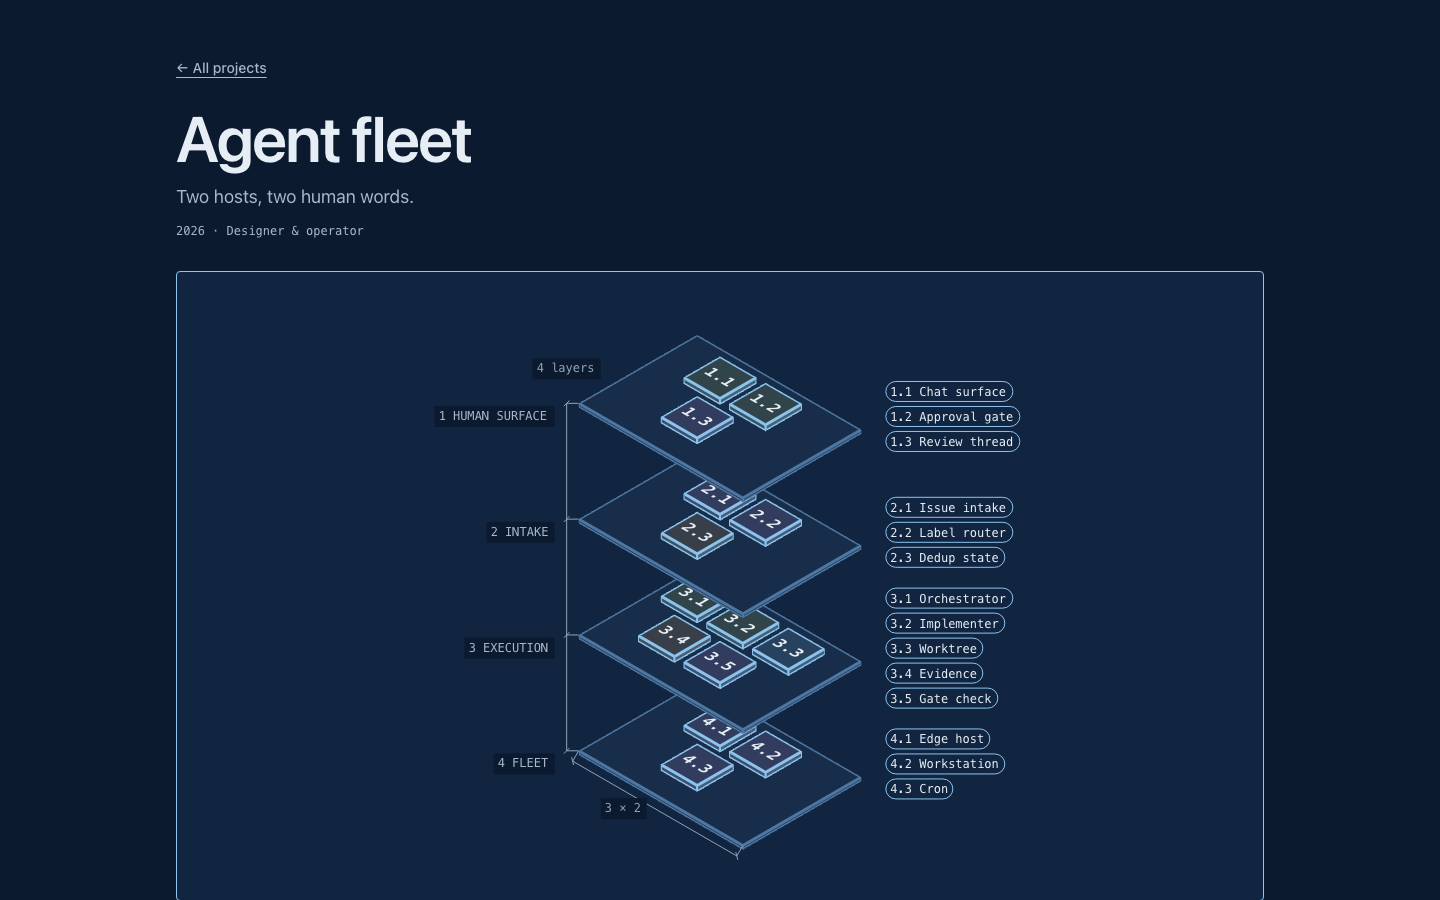 ← All projects
Agent fleet
Two hosts, two human words.
2026 · Designer & operator
4 layers
1 HUMAN SURFACE
1.1
1.2
1.3
1.1 Chat surface
1.2 Approval gate
1.3 Review thread
2 INTAKE
2.1
2.2
2.3
2.1 Issue intake
2.2 Label router
2.3 Dedup state
3 EXECUTION
3.1
3.2
3.3
3.4
3.5
3.1 Orchestrator
3.2 Implementer
3.3 Worktree
3.4 Evidence
3.5 Gate check
4 FLEET
4.1
4.2
4.3
4.1 Edge host
4.2 Workstation
4.3 Cron
3 × 2